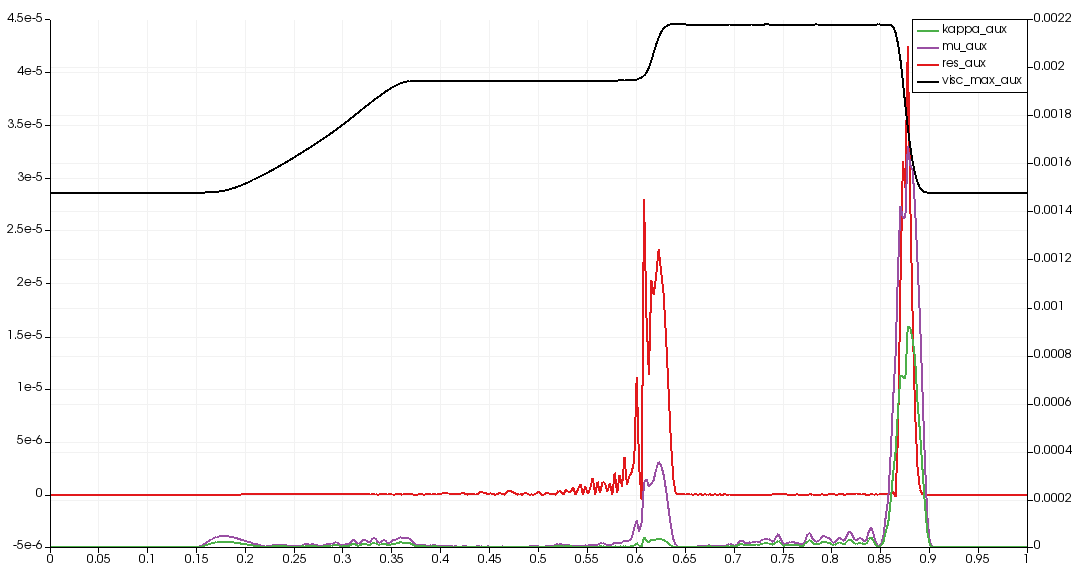 4.5e-5
4e-5
3.5e-5
3e-5
2.5e-5
2e-5
1.5e-5
1e-5
5e-6
0
-5e-6
0.0022
0.002
0.0018
0.0016
0.0014
0.0012
0.001
0.0008
0.0006
0.0004
0.0002
0
kappa_aux
mu_aux
res_aux
visc_max_aux
0 0.05 0.1 0.15 0.2 0.25 0.3 0.35 0.4 0.45 0.5 0.55 0.6 0.65 0.7 0.75 0.8 0.85 0.9 0.95 1